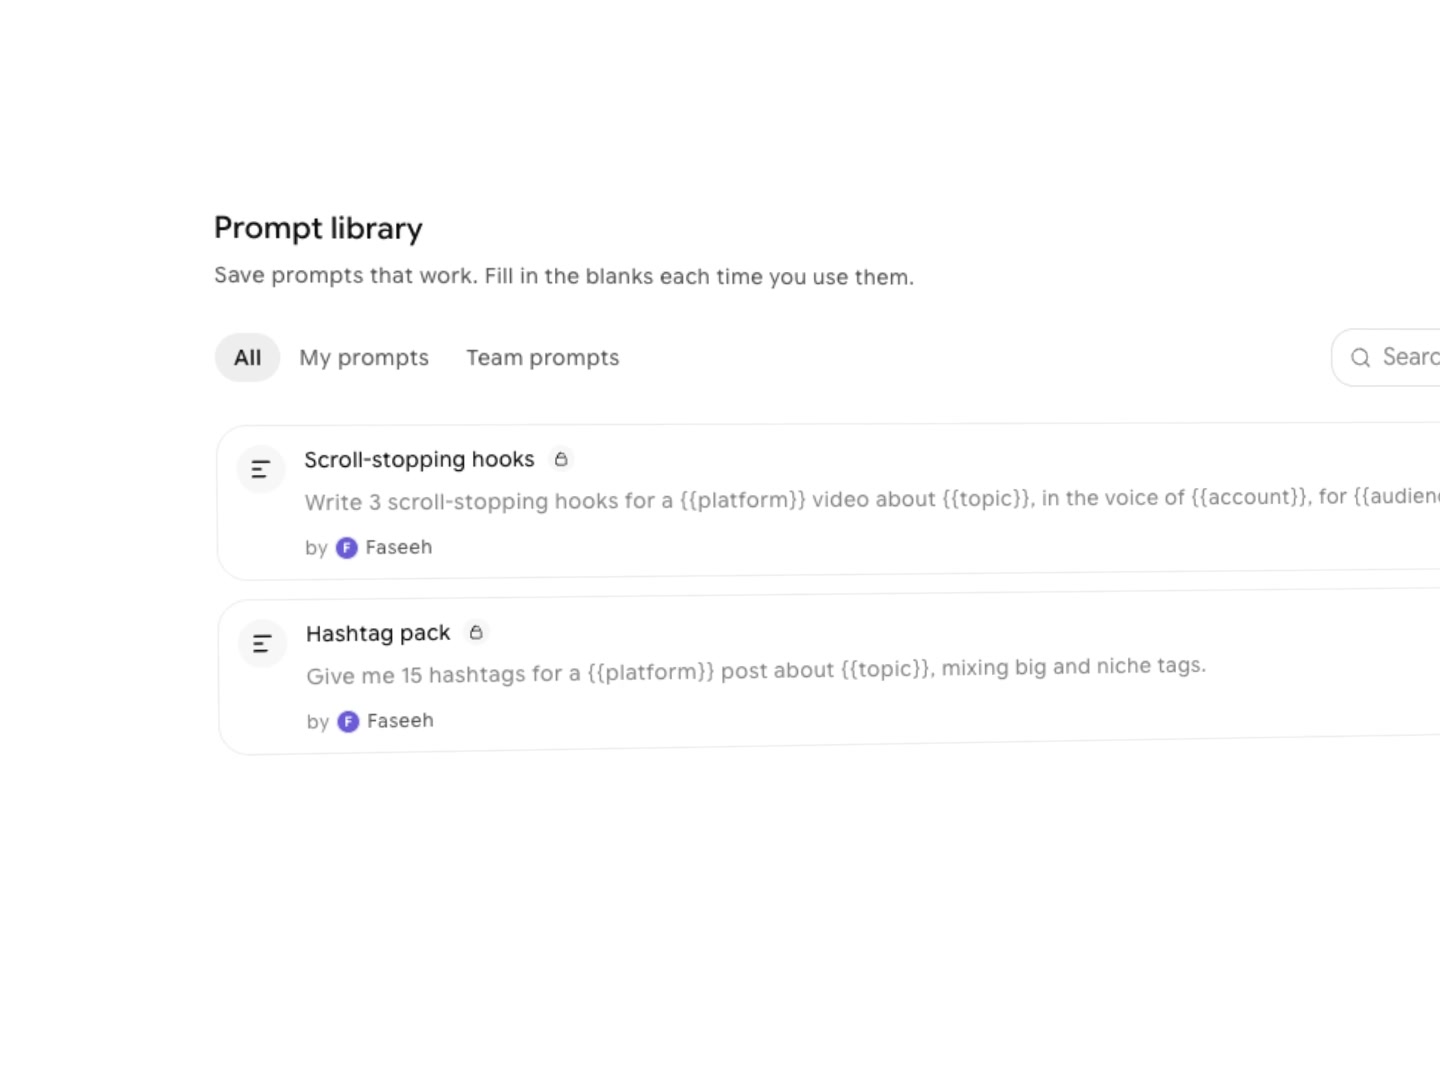 Prompt library
Save prompts that work. Fill in the blanks each time you use them.
All My prompts Team prompts
Scroll-stopping hooks
Write 3 scroll-stopping hooks for a {{platform}} video about {{topic}}, in the voice of {{account}}, for
by F Faseeh
Hashtag pack
Give me 15 hashtags for a {{platform}} post about {{topic}}, mixing big and niche tags.
by F Faseeh